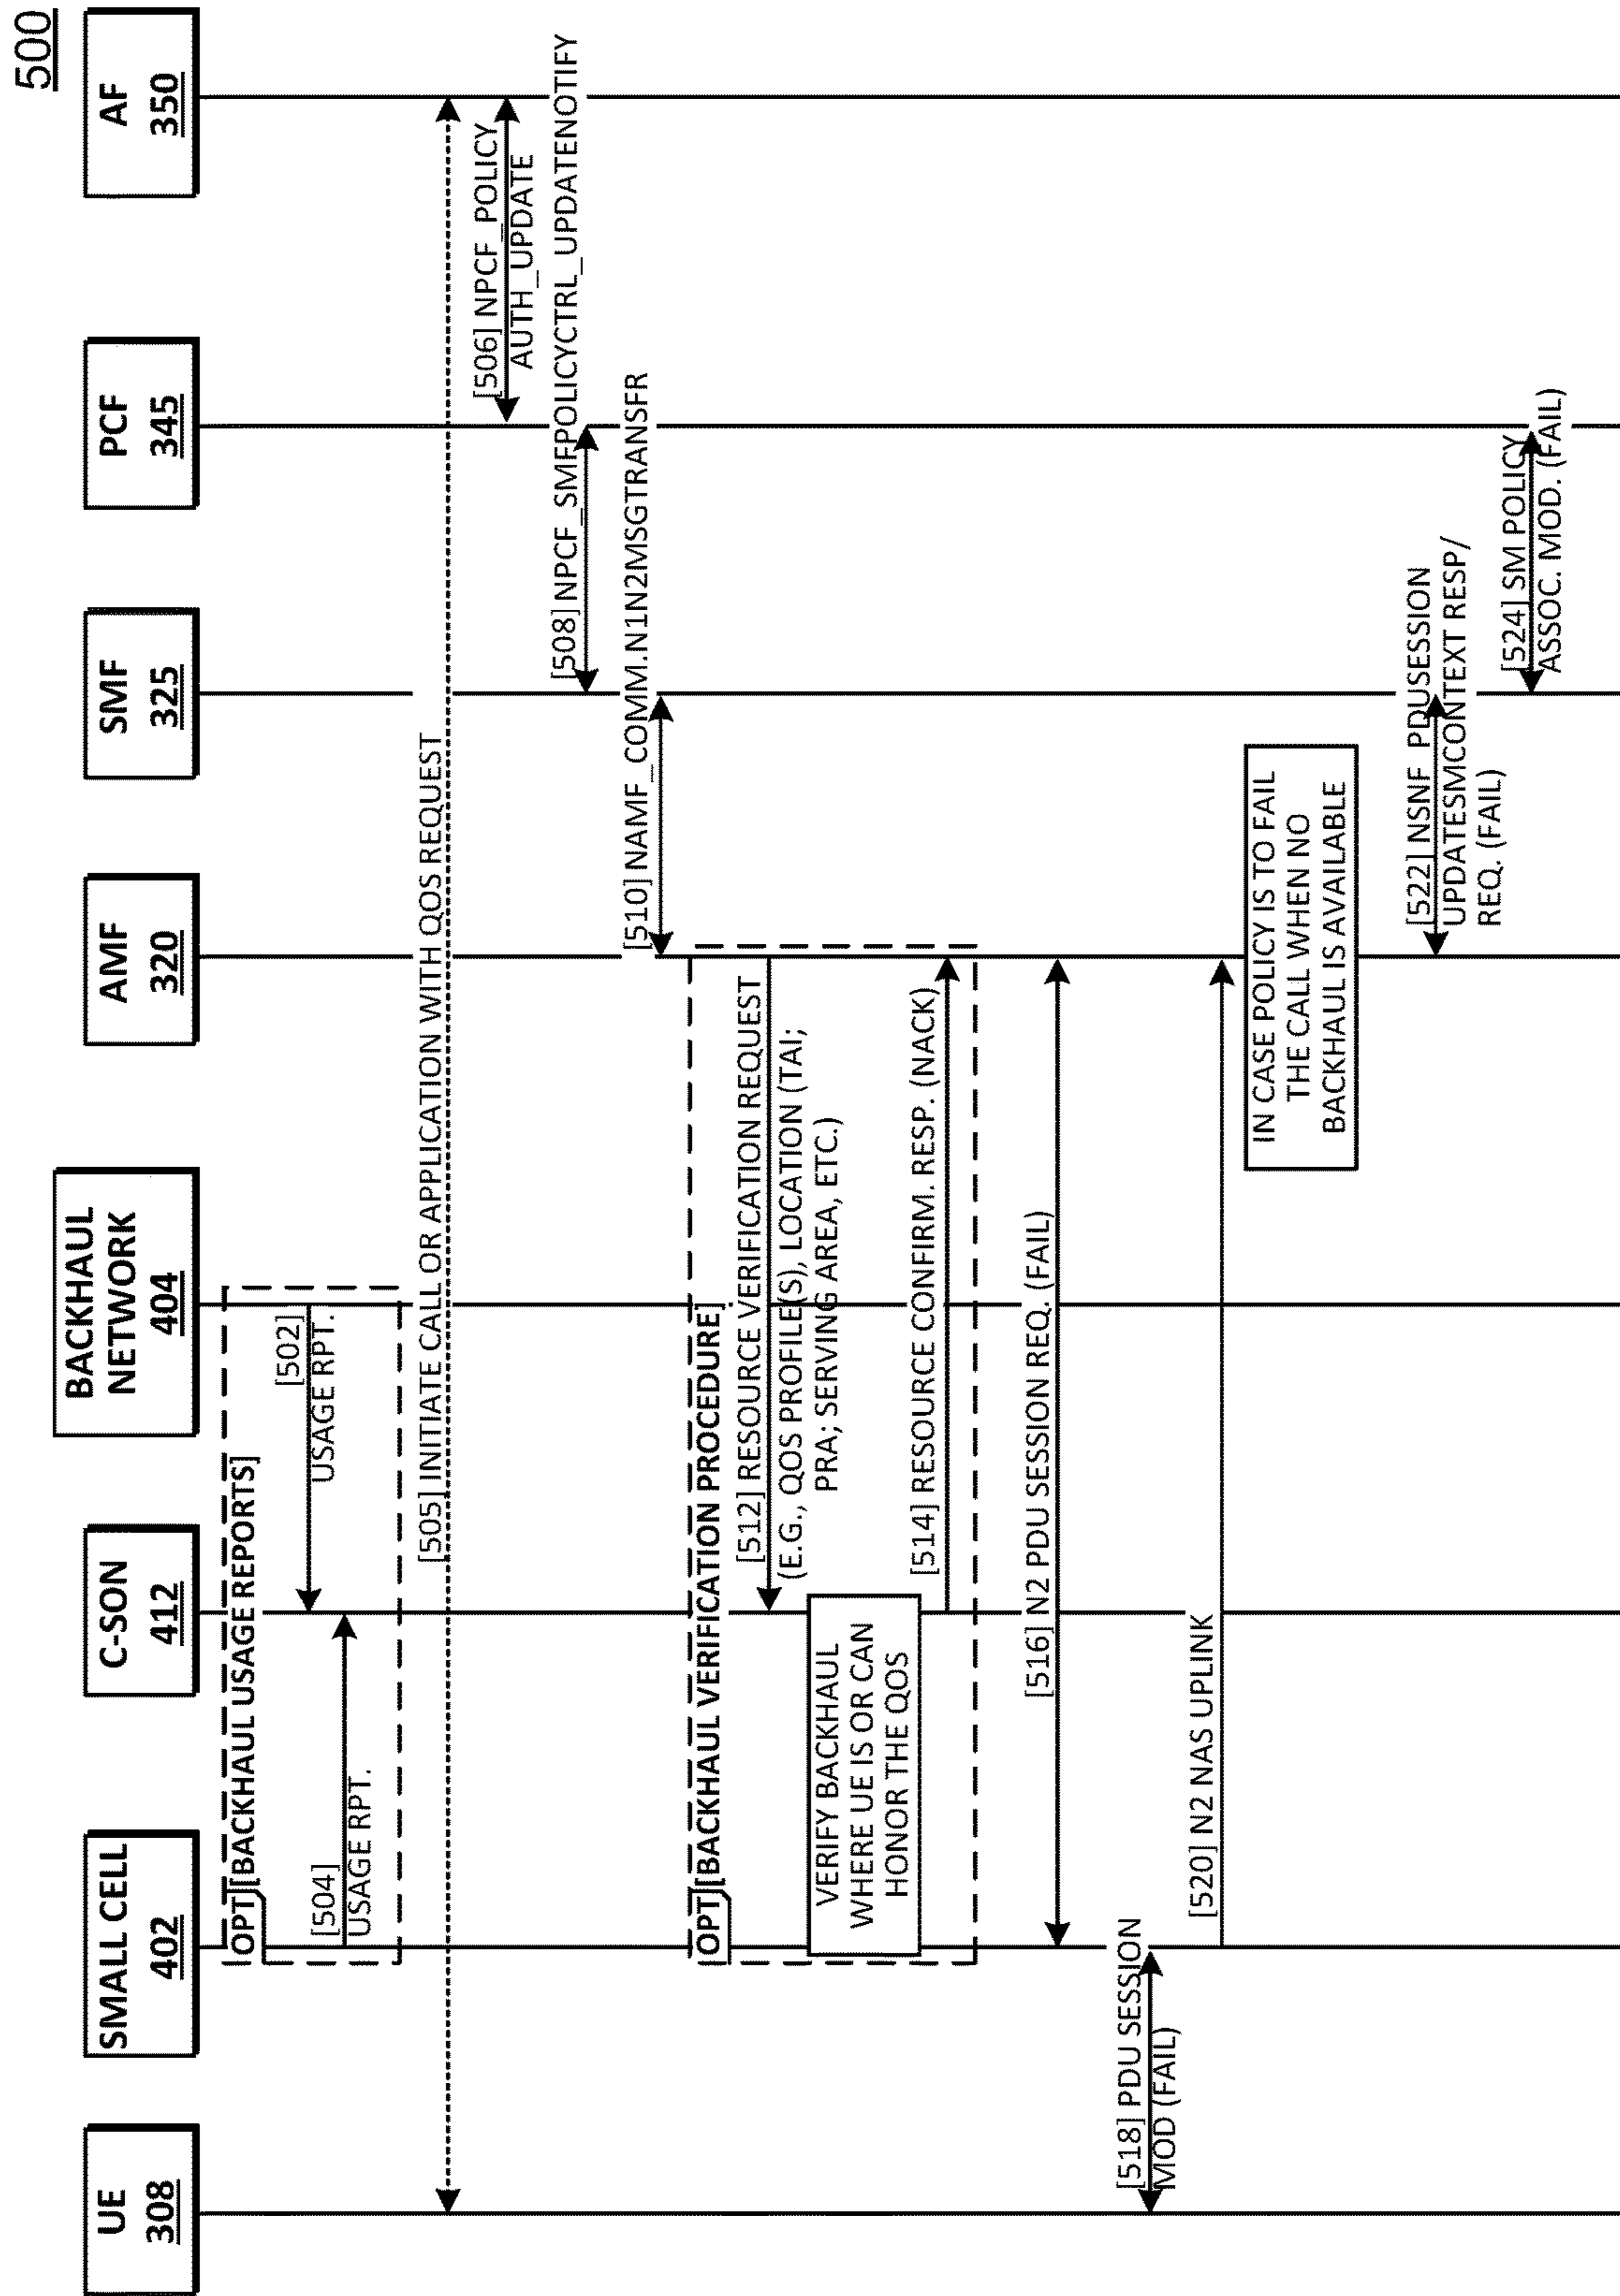 500
UE
308
SMALL CELL
402
C-SON
412
BACKHAUL
NETWORK
404
AMF
320
SMF
325
PCF
345
AF
350
OPT [BACKHAUL USAGE REPORTS]
[502]
USAGE RPT.
[504]
USAGE RPT.
[505] INITIATE CALL OR APPLICATION WITH QOS REQUEST
[506] NPCF_POLICY
AUTH_UPDATE
[508] NPCF_SMFPOLICYCTRL_UPDATENOTIFY
[510] NAMF_COMM.N1N2MSGTRANSFR
OPT [BACKHAUL VERIFICATION PROCEDURE]
[512] RESOURCE VERIFICATION REQUEST
(E.G., QOS PROFILE(S), LOCATION (TAI;
PRA; SERVING AREA, ETC.)
VERIFY BACKHAUL
WHERE UE IS OR CAN
HONOR THE QOS
[514] RESOURCE CONFIRM. RESP. (NACK)
[516] N2 PDU SESSION REQ. (FAIL)
[518] PDU SESSION
MOD (FAIL)
[520] N2 NAS UPLINK
IN CASE POLICY IS TO FAIL
THE CALL WHEN NO
BACKHAUL IS AVAILABLE
[522] NSNF_PDUSESSION
UPDATESMCONTEXT RESP/
REQ. (FAIL)
[524] SM POLICY
ASSOC. MOD. (FAIL)